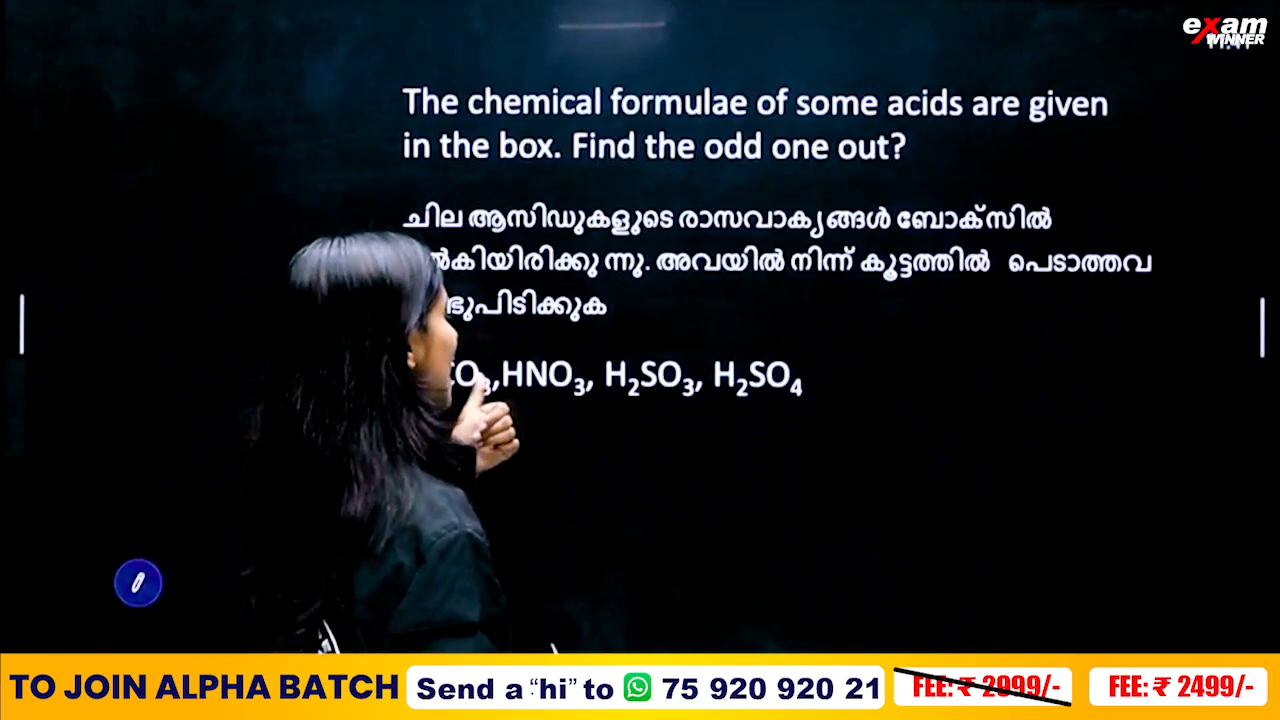 exam
WINNER
The chemical formulae of some acids are given
in the box. Find the odd one out?
ചില ആസിഡുകളുടെ രാസവാക്യങ്ങൾ ബോക്സിൽ
അവയിൽ നിന്ന് കൂട്ടത്തിൽ പെടാത്തവ
HNO₃, H₂SO₃, H₂SO₄
TO JOIN ALPHA BATCH Send a “hi” to 75 920 920 21 FEE: ₹ 2999/- FEE: ₹ 2499/-